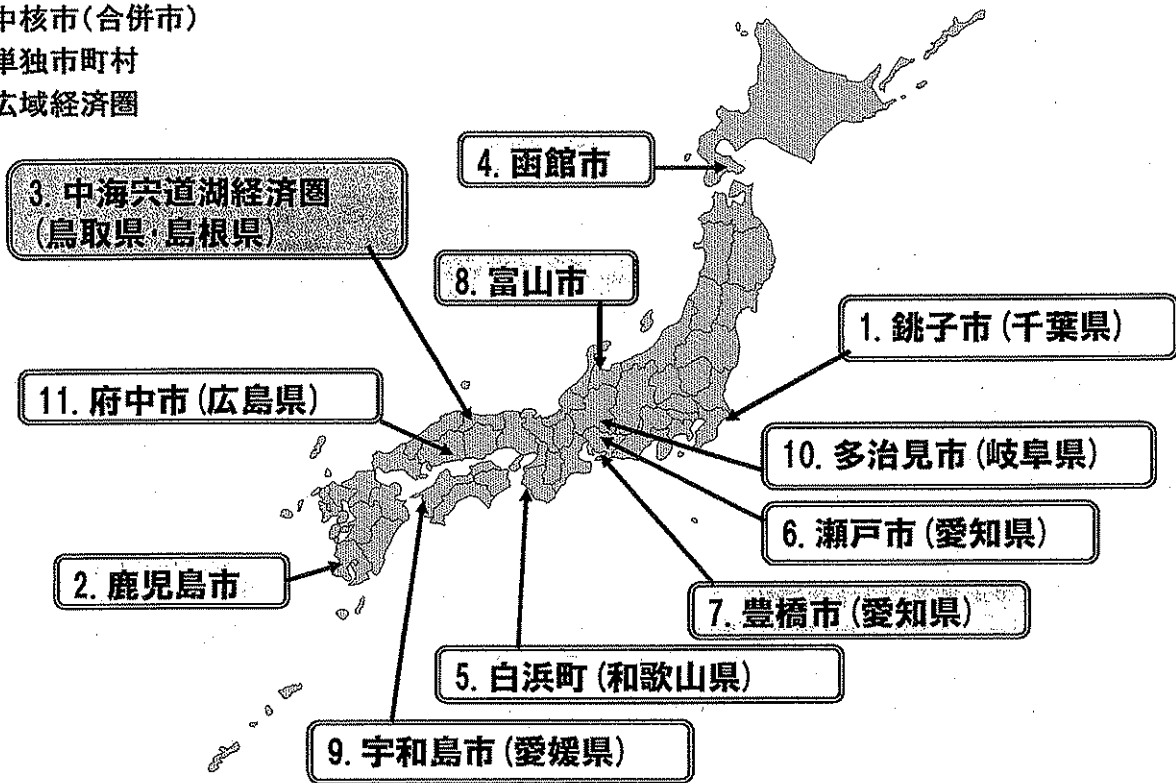 中核市(合併市)
単独市町村
広域経済圏
4. 函館市
3. 中海宍道湖経済圏
(鳥取県・島根県)
8. 富山市
1. 銚子市(千葉県)
11. 府中市(広島県)
10. 多治見市(岐阜県)
6. 瀬戸市(愛知県)
2. 鹿児島市
7. 豊橋市(愛知県)
5. 白浜町(和歌山県)
9. 宇和島市(愛媛県)